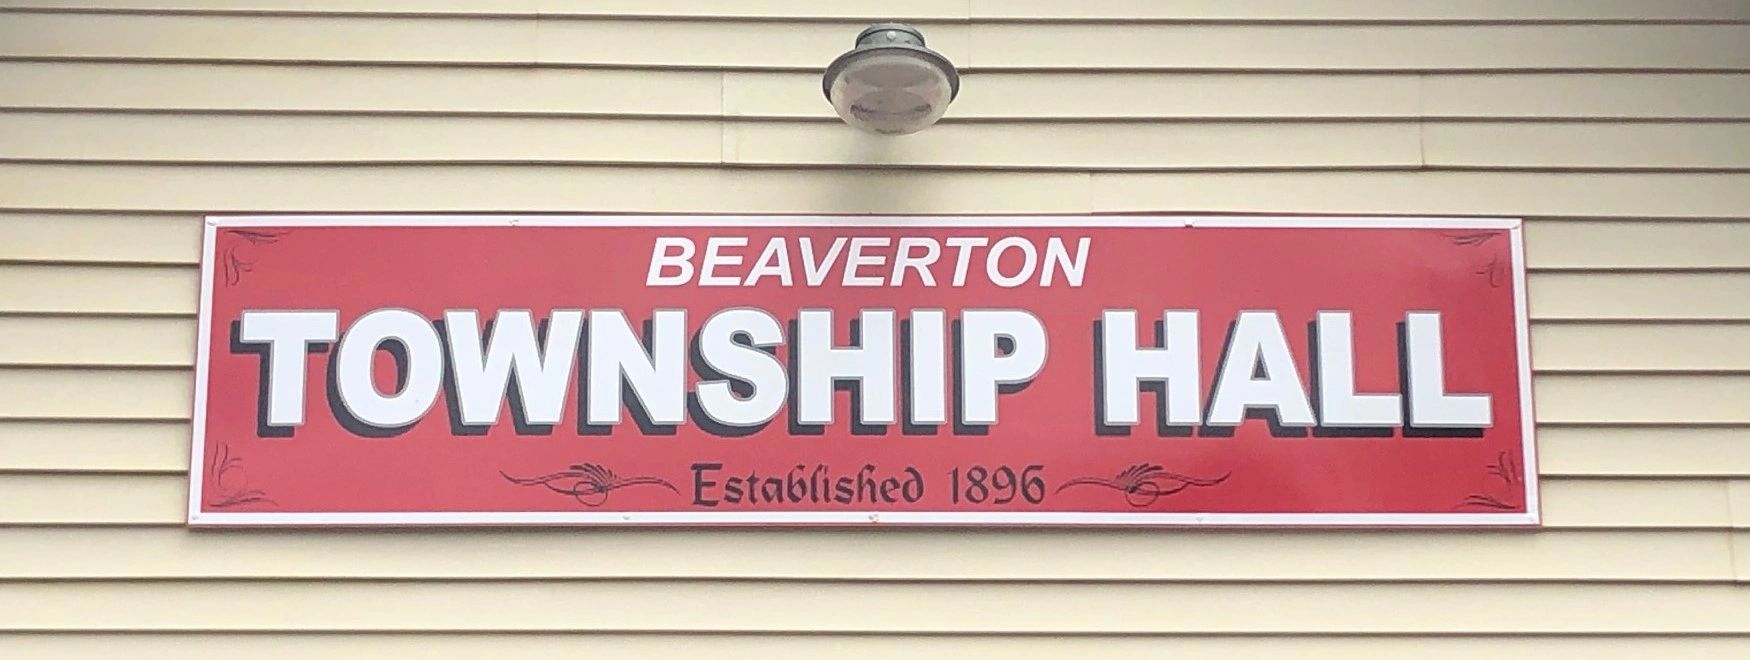 BEAVERTON
TOWNSHIP HALL
Established 1896